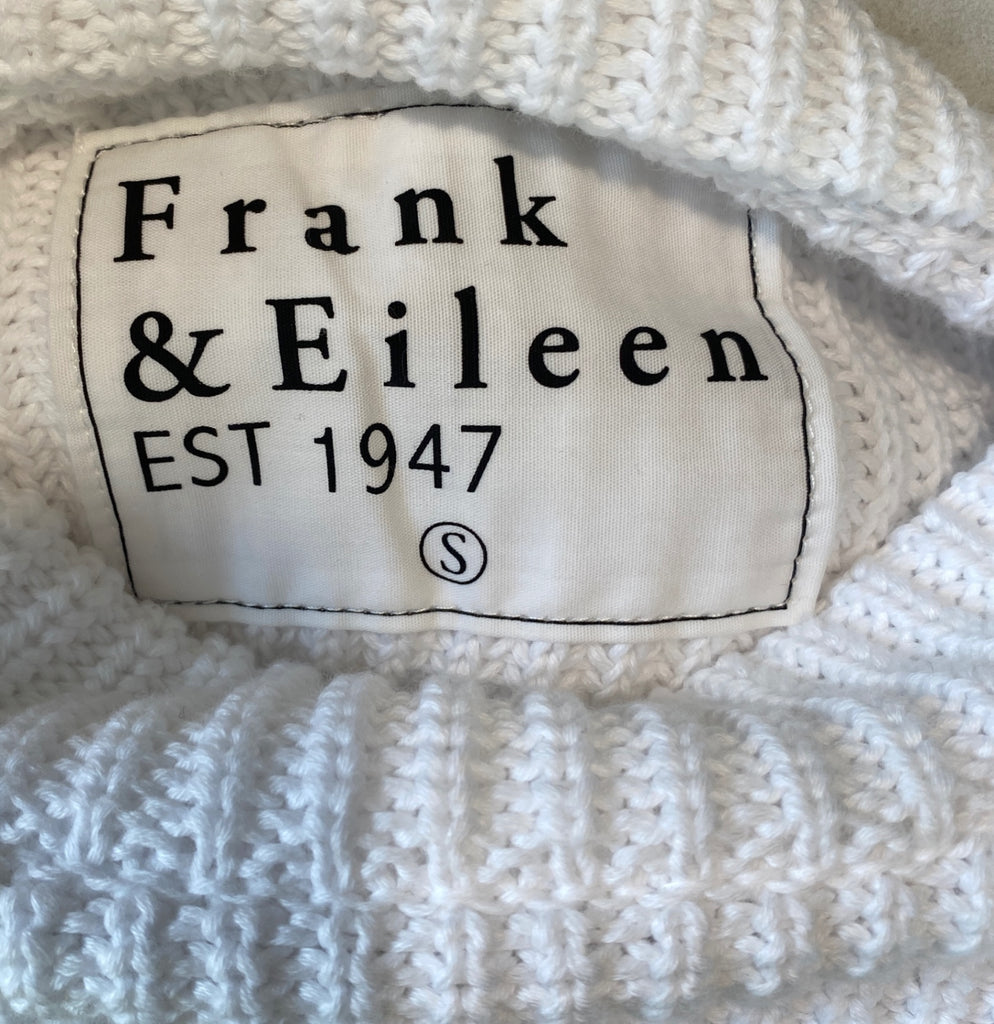 Frank
& Eileen
EST 1947
S